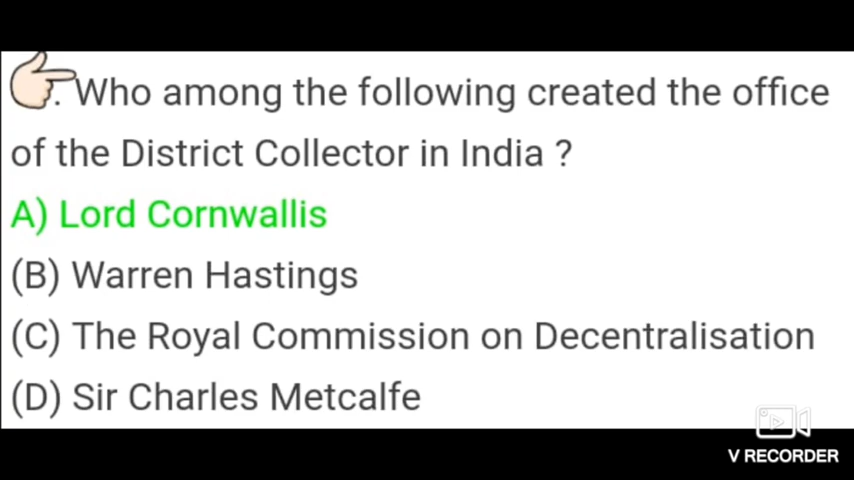 . Who among the following created the office
of the District Collector in India ?
A) Lord Cornwallis
(B) Warren Hastings
(C) The Royal Commission on Decentralisation
(D) Sir Charles Metcalfe
V RECORDER